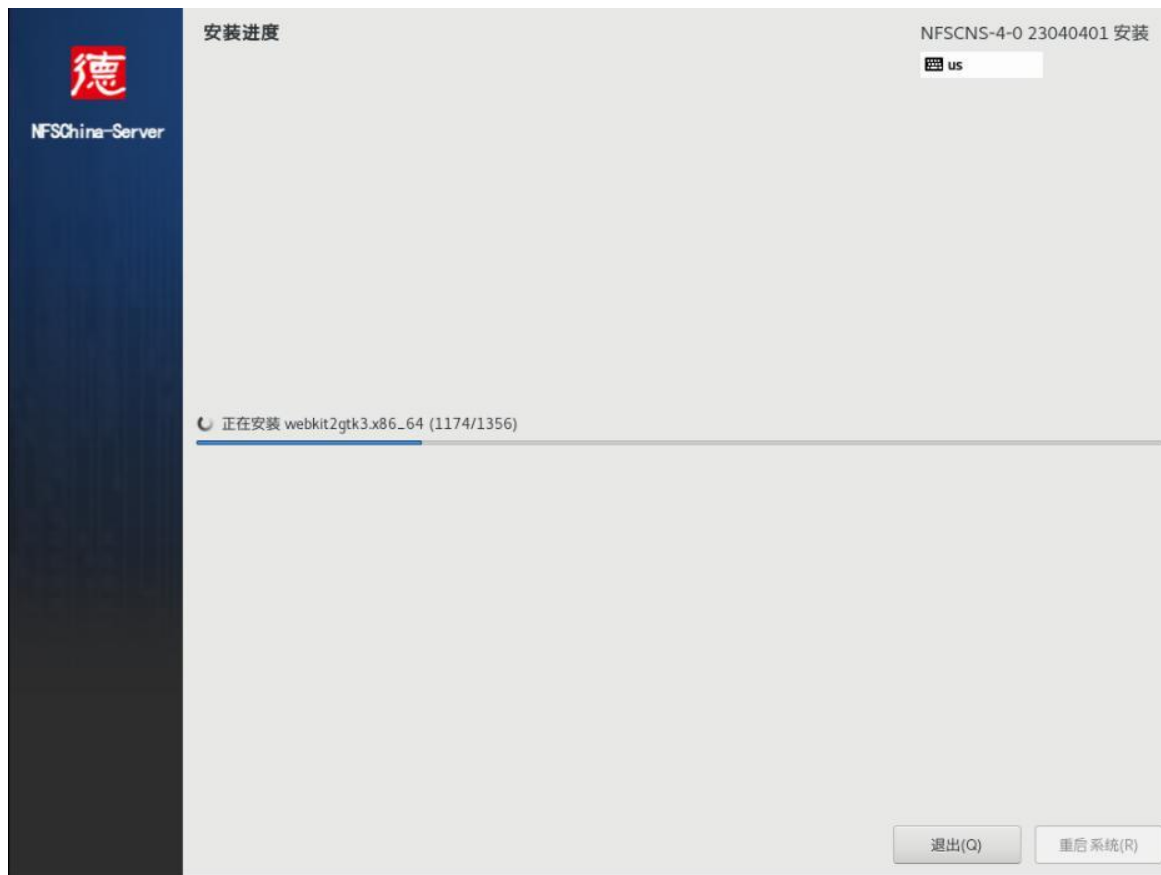 安装进度
NFSCNS-4-0 23040401 安装
us
德
NFSChina-Server
正在安装 webkit2gtk3.x86_64 (1174/1356)
退出(Q)
重启系统(R)